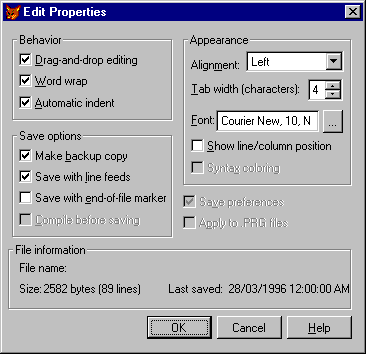 Edit Properties
Behavior
Drag-and-drop editing
Word wrap
Automatic indent
Save options
Make backup copy
Save with line feeds
Save with end-of-file marker
Compile before saving
Appearance
Alignment: Left
Tab width (characters): 4
Font: Courier New, 10, N ...
Show line/column position
Syntax coloring
Save preferences
Apply to .PRG files
File information
File name:
Size: 2582 bytes (89 lines) Last saved: 28/03/1996 12:00:00 AM
OK Cancel Help